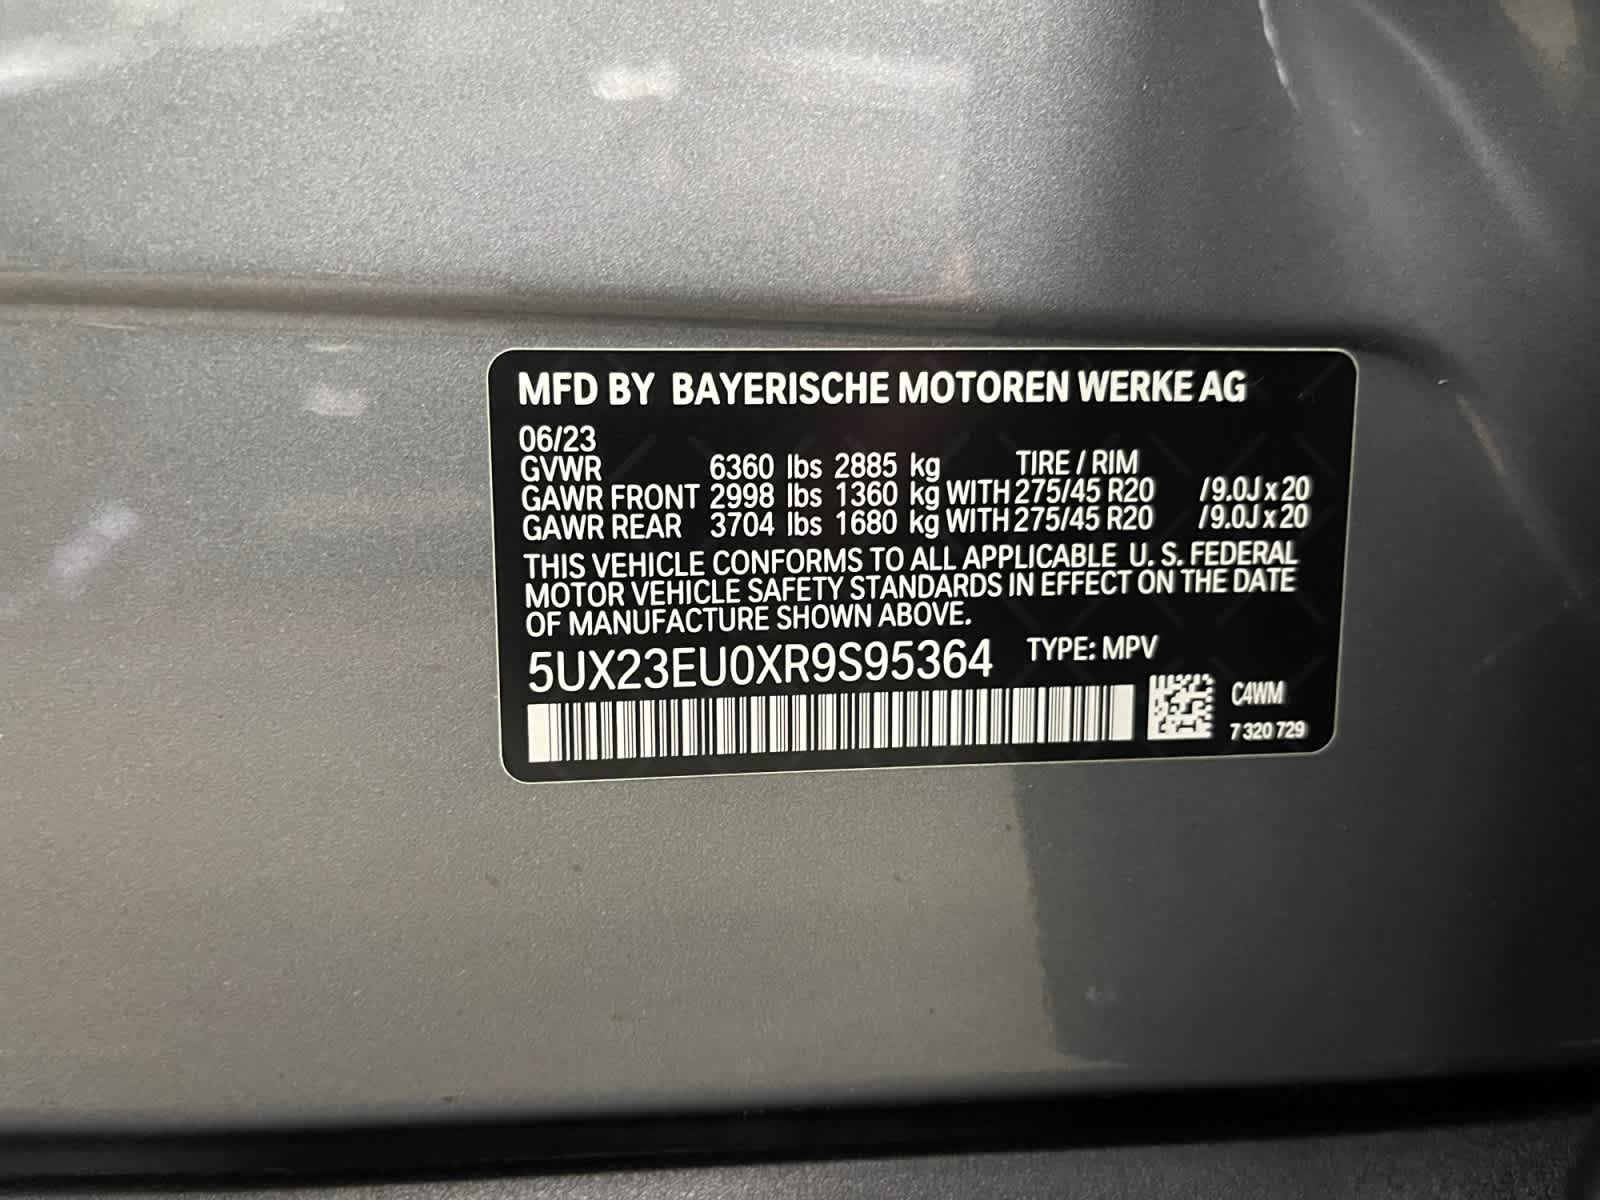 MFD BY BAYERISCHE MOTOREN WERKE AG
06/23
GVWR 6360 lbs 2885 kg TIRE / RIM
GAWR FRONT 2998 lbs 1360 kg WITH 275/45 R20 / 9.0J x 20
GAWR REAR 3704 lbs 1680 kg WITH 275/45 R20 / 9.0J x 20
THIS VEHICLE CONFORMS TO ALL APPLICABLE U. S. FEDERAL
MOTOR VEHICLE SAFETY STANDARDS IN EFFECT ON THE DATE
OF MANUFACTURE SHOWN ABOVE.
5UX23EU0XR9S95364 TYPE: MPV
C4WM
7 320 729